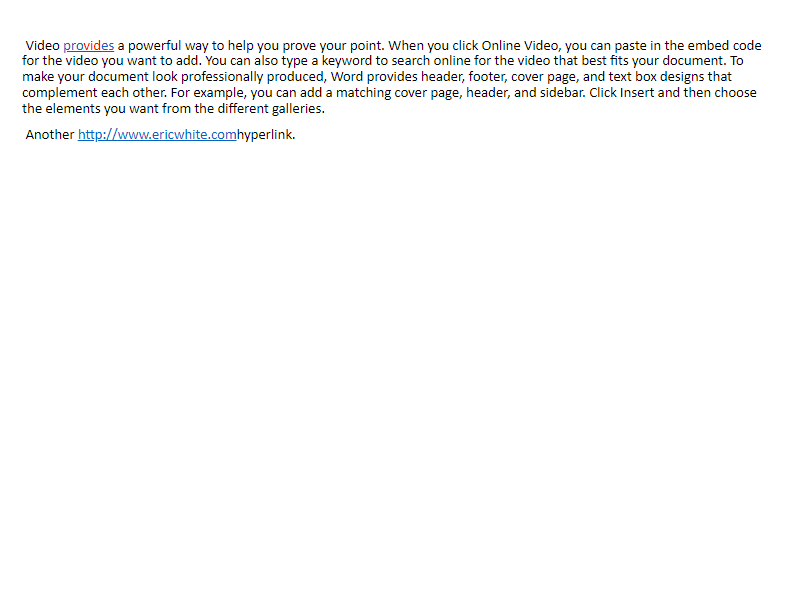 Video provides a powerful way to help you prove your point. When you click Online Video, you can paste in the embed code
for the video you want to add. You can also type a keyword to search online for the video that best fits your document. To
make your document look professionally produced, Word provides header, footer, cover page, and text box designs that
complement each other. For example, you can add a matching cover page, header, and sidebar. Click Insert and then choose
the elements you want from the different galleries.
Another http://www.ericwhite.comhyperlink.